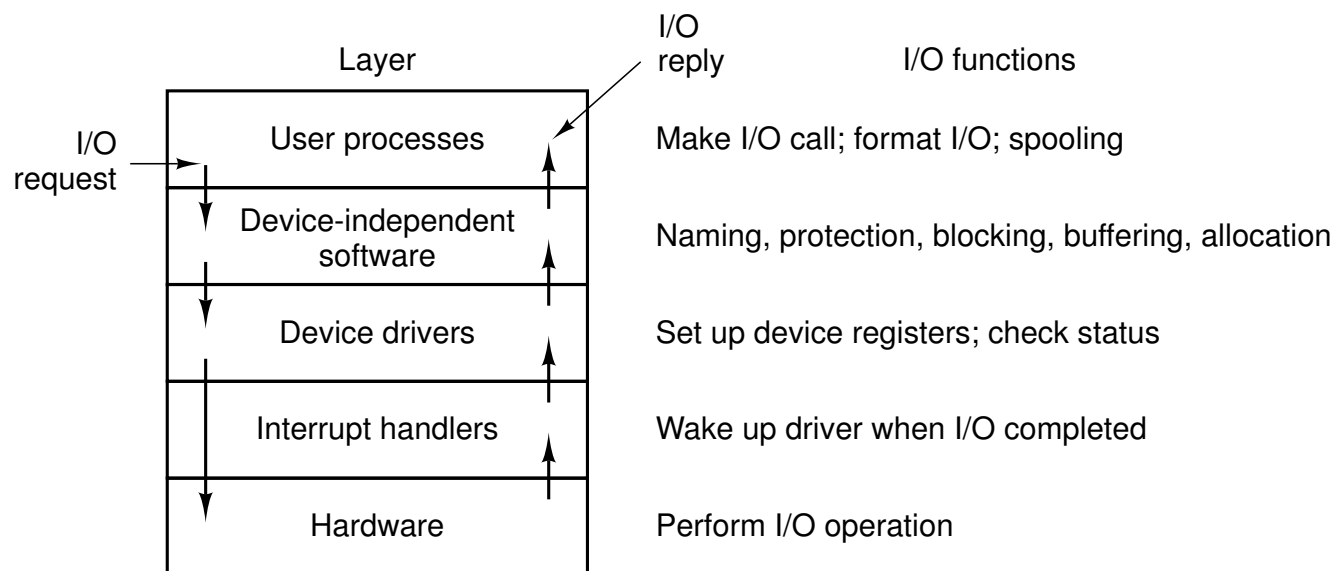 Layer
I/O
reply
I/O functions
I/O
request
User processes
Make I/O call; format I/O; spooling
Device-independent
software
Naming, protection, blocking, buffering, allocation
Device drivers
Set up device registers; check status
Interrupt handlers
Wake up driver when I/O completed
Hardware
Perform I/O operation